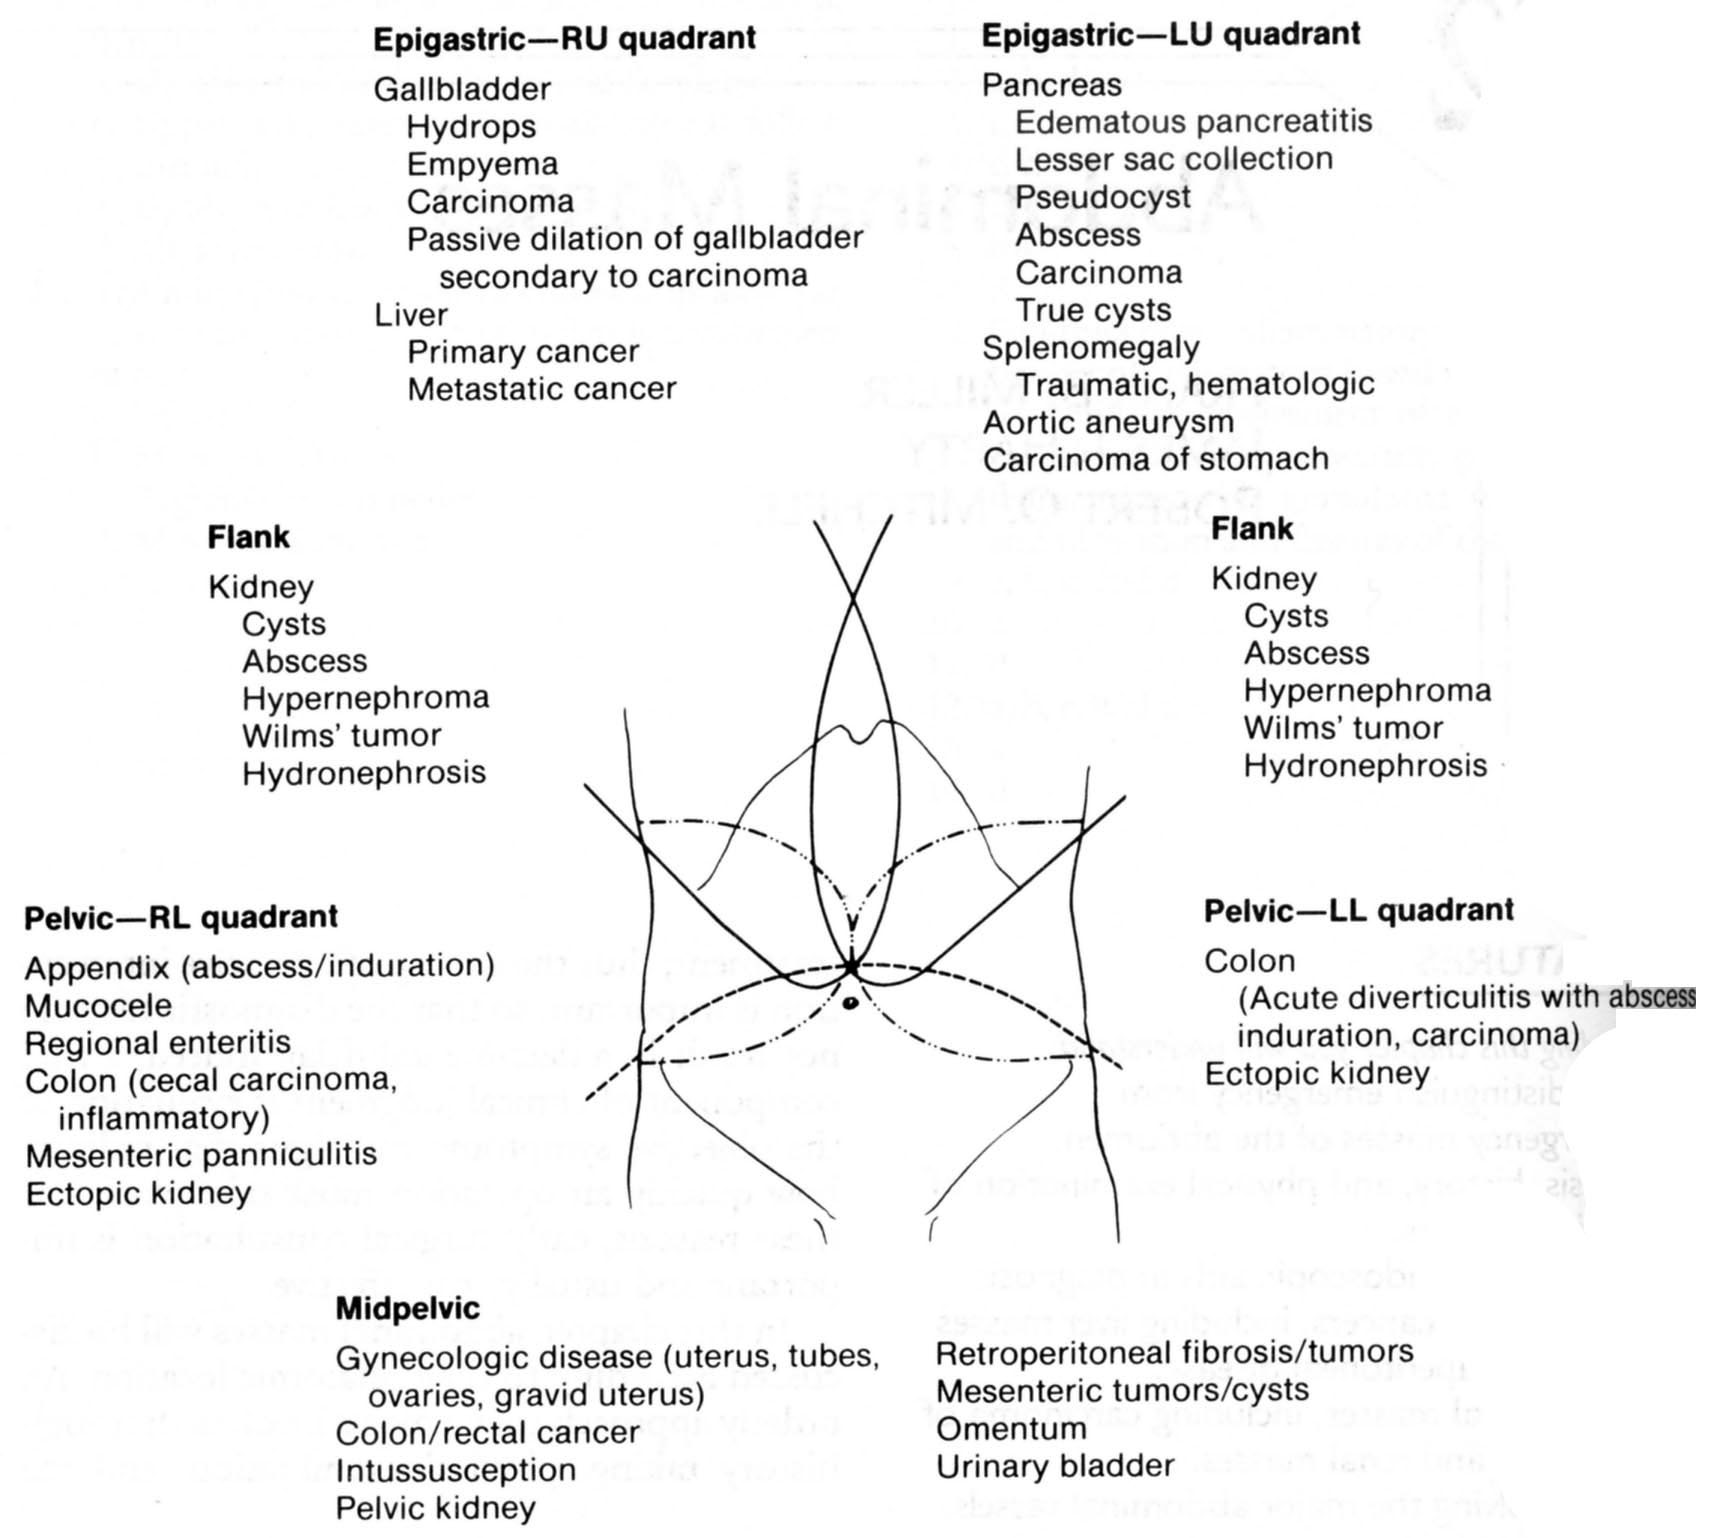 Epigastric—RU quadrant
Gallbladder
Hydrops
Empyema
Carcinoma
Passive dilation of gallbladder
secondary to carcinoma
Liver
Primary cancer
Metastatic cancer
Epigastric—LU quadrant
Pancreas
Edematous pancreatitis
Lesser sac collection
Pseudocyst
Abscess
Carcinoma
True cysts
Splenomegaly
Traumatic, hematologic
Aortic aneurysm
Carcinoma of stomach
Flank
Kidney
Cysts
Abscess
Hypernephroma
Wilms' tumor
Hydronephrosis
Flank
Kidney
Cysts
Abscess
Hypernephroma
Wilms' tumor
Hydronephrosis
Pelvic—RL quadrant
Appendix (abscess/induration)
Mucocele
Regional enteritis
Colon (cecal carcinoma,
inflammatory)
Mesenteric panniculitis
Ectopic kidney
Pelvic—LL quadrant
Colon
(Acute diverticulitis with abscess
induration, carcinoma)
Ectopic kidney
Midpelvic
Gynecologic disease (uterus, tubes,
ovaries, gravid uterus)
Colon/rectal cancer
Intussusception
Pelvic kidney
Retroperitoneal fibrosis/tumors
Mesenteric tumors/cysts
Omentum
Urinary bladder